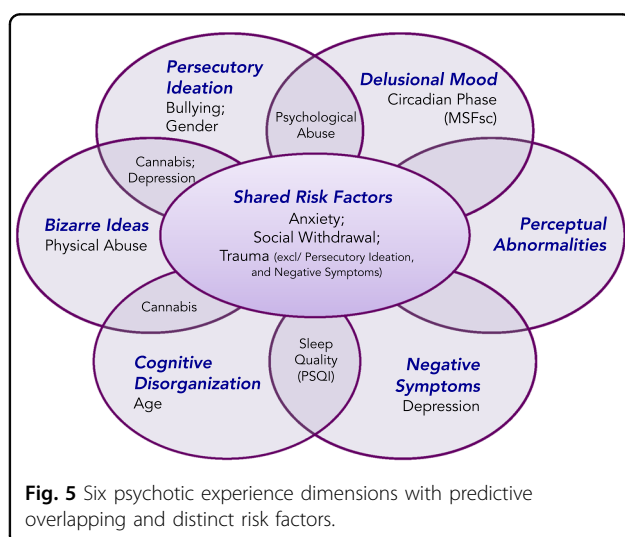 Persecutory
Ideation
Bullying;
Gender
Psychological
Abuse
Delusional Mood
Circadian Phase
(MSFsc)
Cannabis;
Depression
Shared Risk Factors
Anxiety;
Social Withdrawal;
Trauma (excl/ Persecutory Ideation,
and Negative Symptoms)
Bizarre Ideas
Physical Abuse
Perceptual
Abnormalities
Cannabis
Sleep
Quality
(PSQI)
Cognitive
Disorganization
Age
Negative
Symptoms
Depression
Fig. 5 Six psychotic experience dimensions with predictive
overlapping and distinct risk factors.